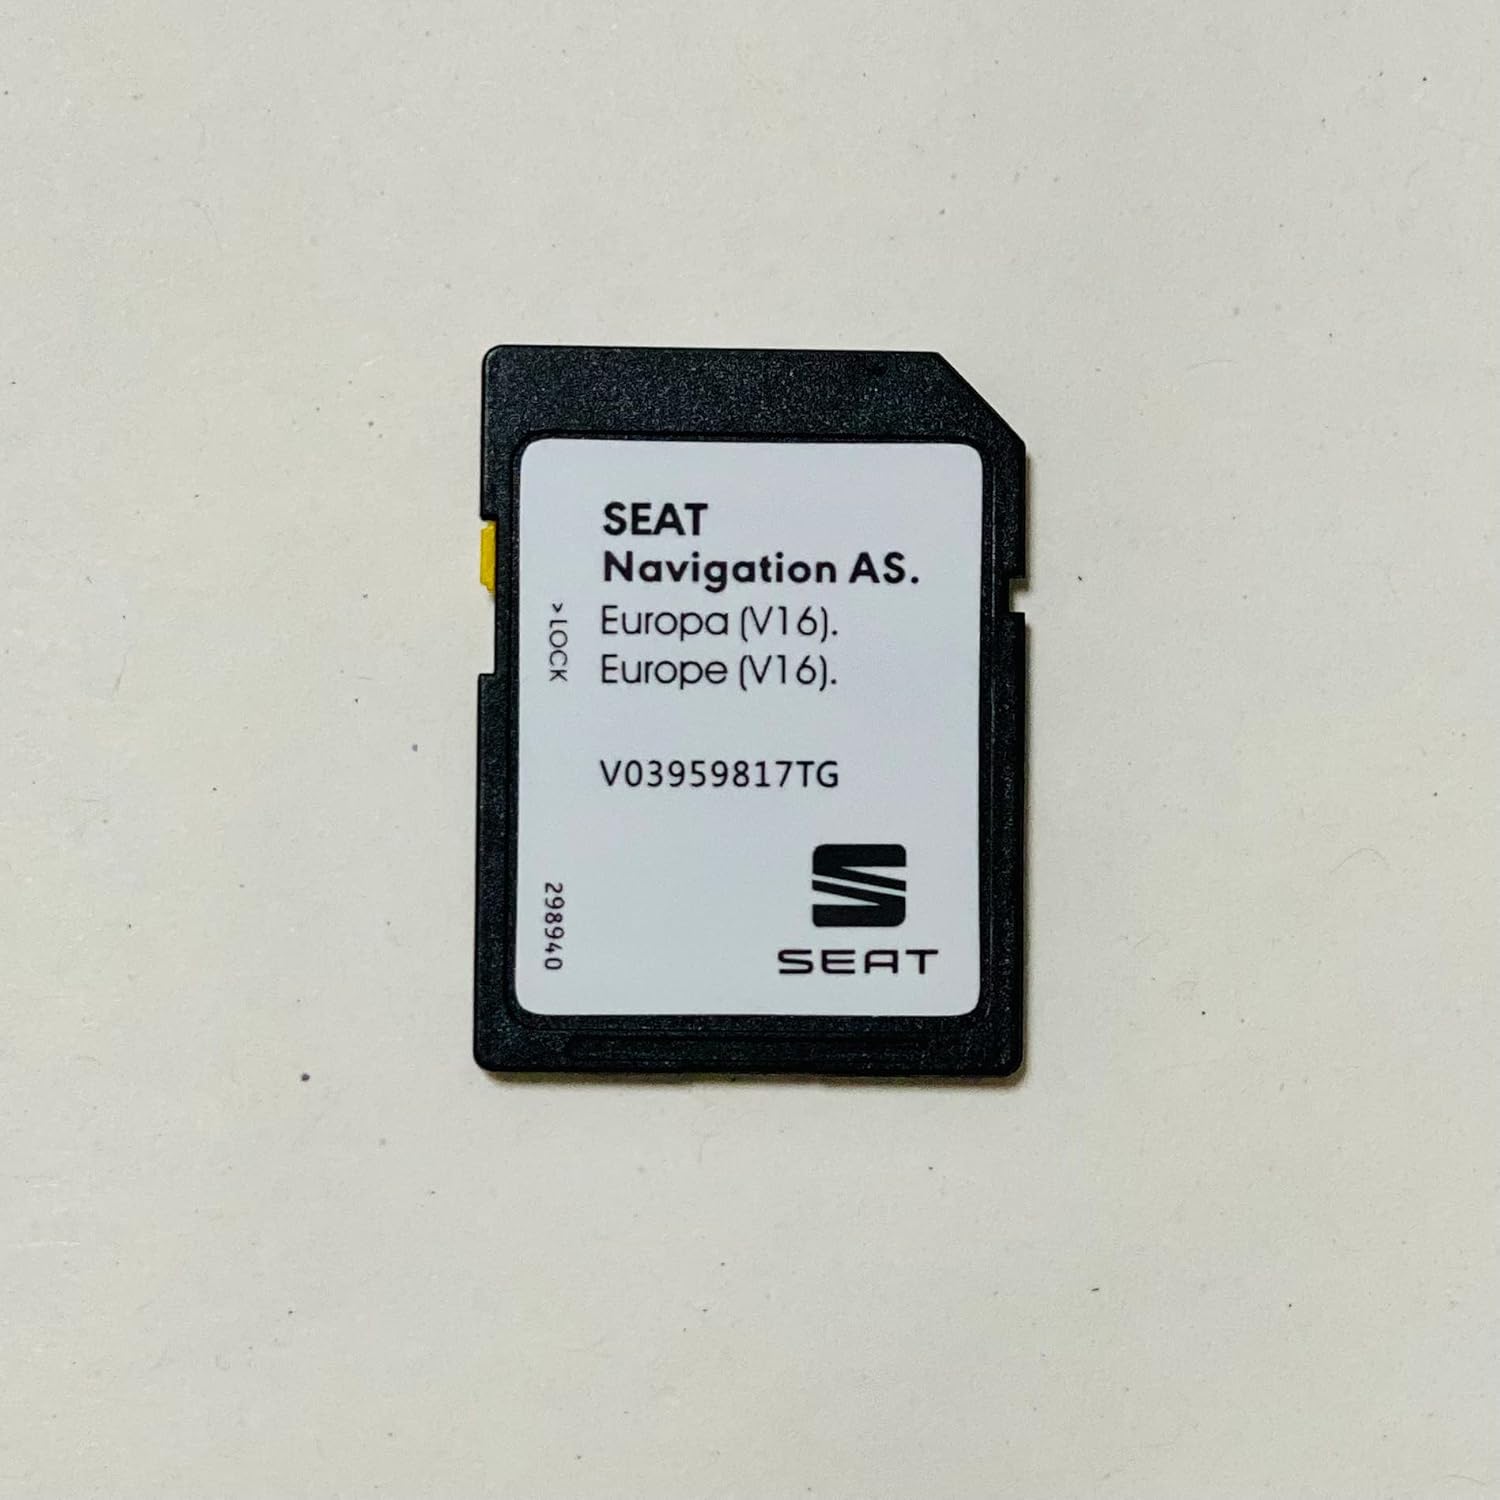 SEAT
Navigation AS.
Europa (V16).
Europe (V16).
>LOCK
V03959817TG
298940
SEAT